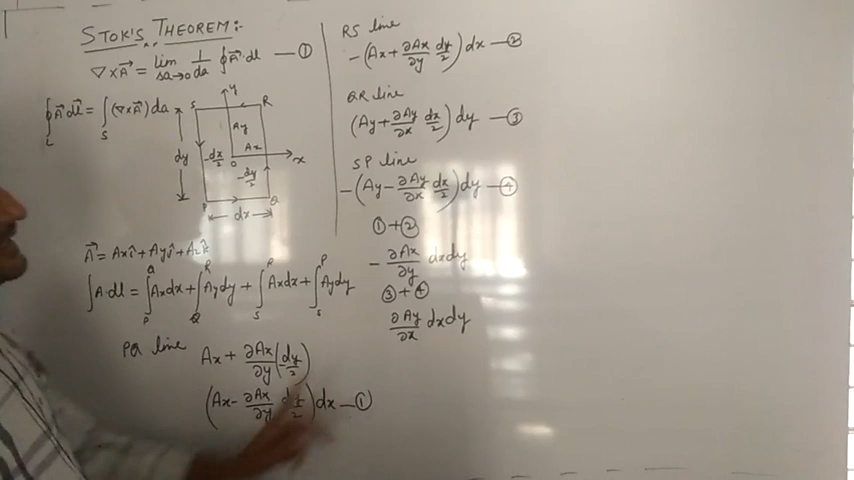 STOK'S THEOREM:-
∇×A⃗ = lim sa→0 1/da ∮A⃗·dl — ①
∮L A⃗ dl⃗ = ∫S (∇×A⃗) da
y
S R
Ay
Ax
dy -dx/2 O x
-dy/2
P Q
dx
A⃗ = Axî + Ayĵ + Azk̂
∫A·dl = ∫P^Q Axdx + ∫Q^R Aydy + ∫S^R Axdx + ∫S^P Aydy
PQ line Ax + ∂Ax/∂y (-dy/2)
(Ax - ∂Ax/∂y dy/2) dx — ①
RS line
-(Ax + ∂Ax/∂y dy/2) dx — ②
QR line
(Ay + ∂Ay/∂x dx/2) dy — ③
SP line
-(Ay - ∂Ay/∂x dx/2) dy — ④
① + ②
- ∂Ax/∂y dxdy
③ + ④
∂Ay/∂x dxdy